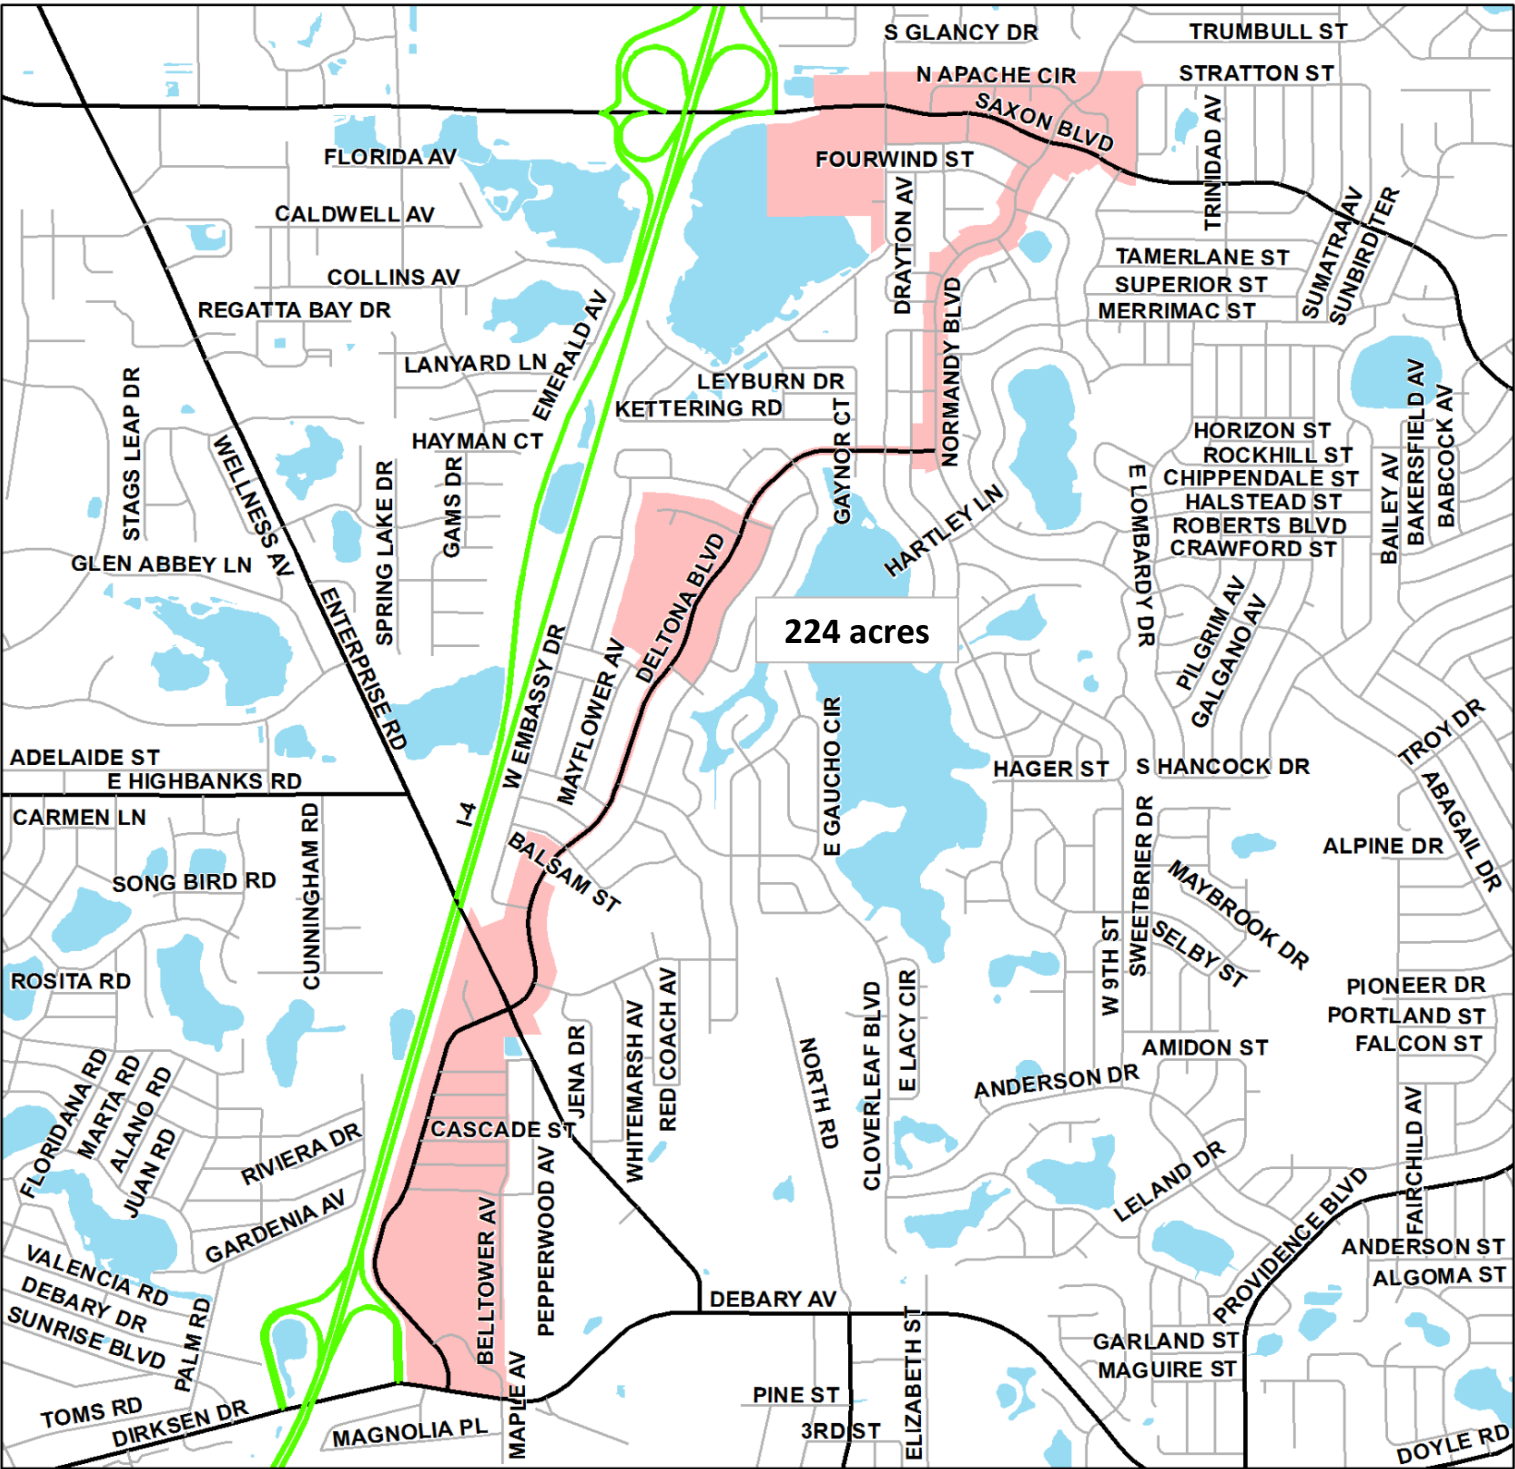 S GLANCY DR
TRUMBULL ST
N APACHE CIR
STRATTON ST
SAXON BLVD
TRINIDAD AV
FLORIDA AV
FOURWIND ST
CALDWELL AV
DRAYTON AV
SUMATRA AV
SUNBIRD TER
TAMERLANE ST
COLLINS AV
SUPERIOR ST
REGATTA BAY DR
MERRIMAC ST
EMERALD AV
NORMANDY BLVD
LANYARD LN
LEYBURN DR
KETTERING RD
STAGS LEAP DR
BAKERSFIELD AV
BABCOCK AV
GAYNOR CT
HAYMAN CT
HORIZON ST
ROCKHILL ST
WELLNESS AV
SPRING LAKE DR
GAMS DR
CHIPPENDALE ST
BAILEY AV
E LOMBARDY DR
HALSTEAD ST
HARTLEY LN
ROBERTS BLVD
CRAWFORD ST
GLEN ABBEY LN
DELTONA BLVD
ENTERPRISE RD
PILGRIM AV
GALGANO AV
224 acres
W EMBASSY DR
MAYFLOWER AV
E GAUCHO CIR
TROY DR
ADELAIDE ST
HAGER ST
S HANCOCK DR
E HIGHBANKS RD
ABAGAIL DR
I-4
CARMEN LN
CUNNINGHAM RD
BALSAM ST
ALPINE DR
SWEETBRIER DR
SONG BIRD RD
MAYBROOK DR
SELBY ST
W 9TH ST
ROSITA RD
PIONEER DR
PORTLAND ST
WHITEMARSH AV
RED COACH AV
CLOVERLEAF BLVD
E LACY CIR
FALCON ST
AMIDON ST
JENA DR
NORTH RD
ANDERSON DR
FLORIDANA RD
MARTA RD
ALANO RD
JUAN RD
CASCADE ST
RIVIERA DR
FAIRCHILD AV
PEPPERWOOD AV
LELAND DR
GARDENIA AV
BELLTOWER AV
PROVIDENCE BLVD
ANDERSON ST
VALENCIA RD
ALGOMA ST
DEBARY DR
DEBARY AV
SUNRISE BLVD
PALM RD
GARLAND ST
ELIZABETH ST
MAGUIRE ST
MAPLE AV
PINE ST
TOMS RD
DIRKSEN DR
MAGNOLIA PL
3RD ST
DOYLE RD